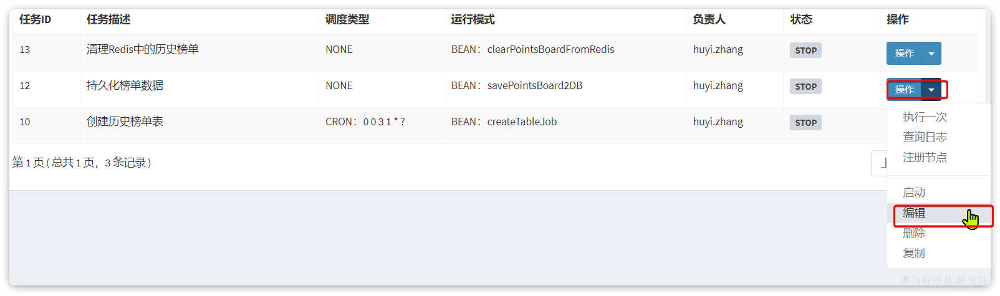 任务ID 任务描述 调度类型 运行模式 负责人 状态 操作
13 清理Redis中的历史榜单 NONE BEAN：clearPointsBoardFromRedis huyi.zhang STOP 操作
12 持久化榜单数据 NONE BEAN：savePointsBoard2DB huyi.zhang STOP 操作
执行一次
10 创建历史榜单表 CRON：0 0 3 1 * ? BEAN：createTableJob huyi.zhang STOP
查询日志
注册节点
第 1 页 ( 总共 1 页，3 条记录 ) 上
启动
编辑
删除
复制
黑马程序员-研究院